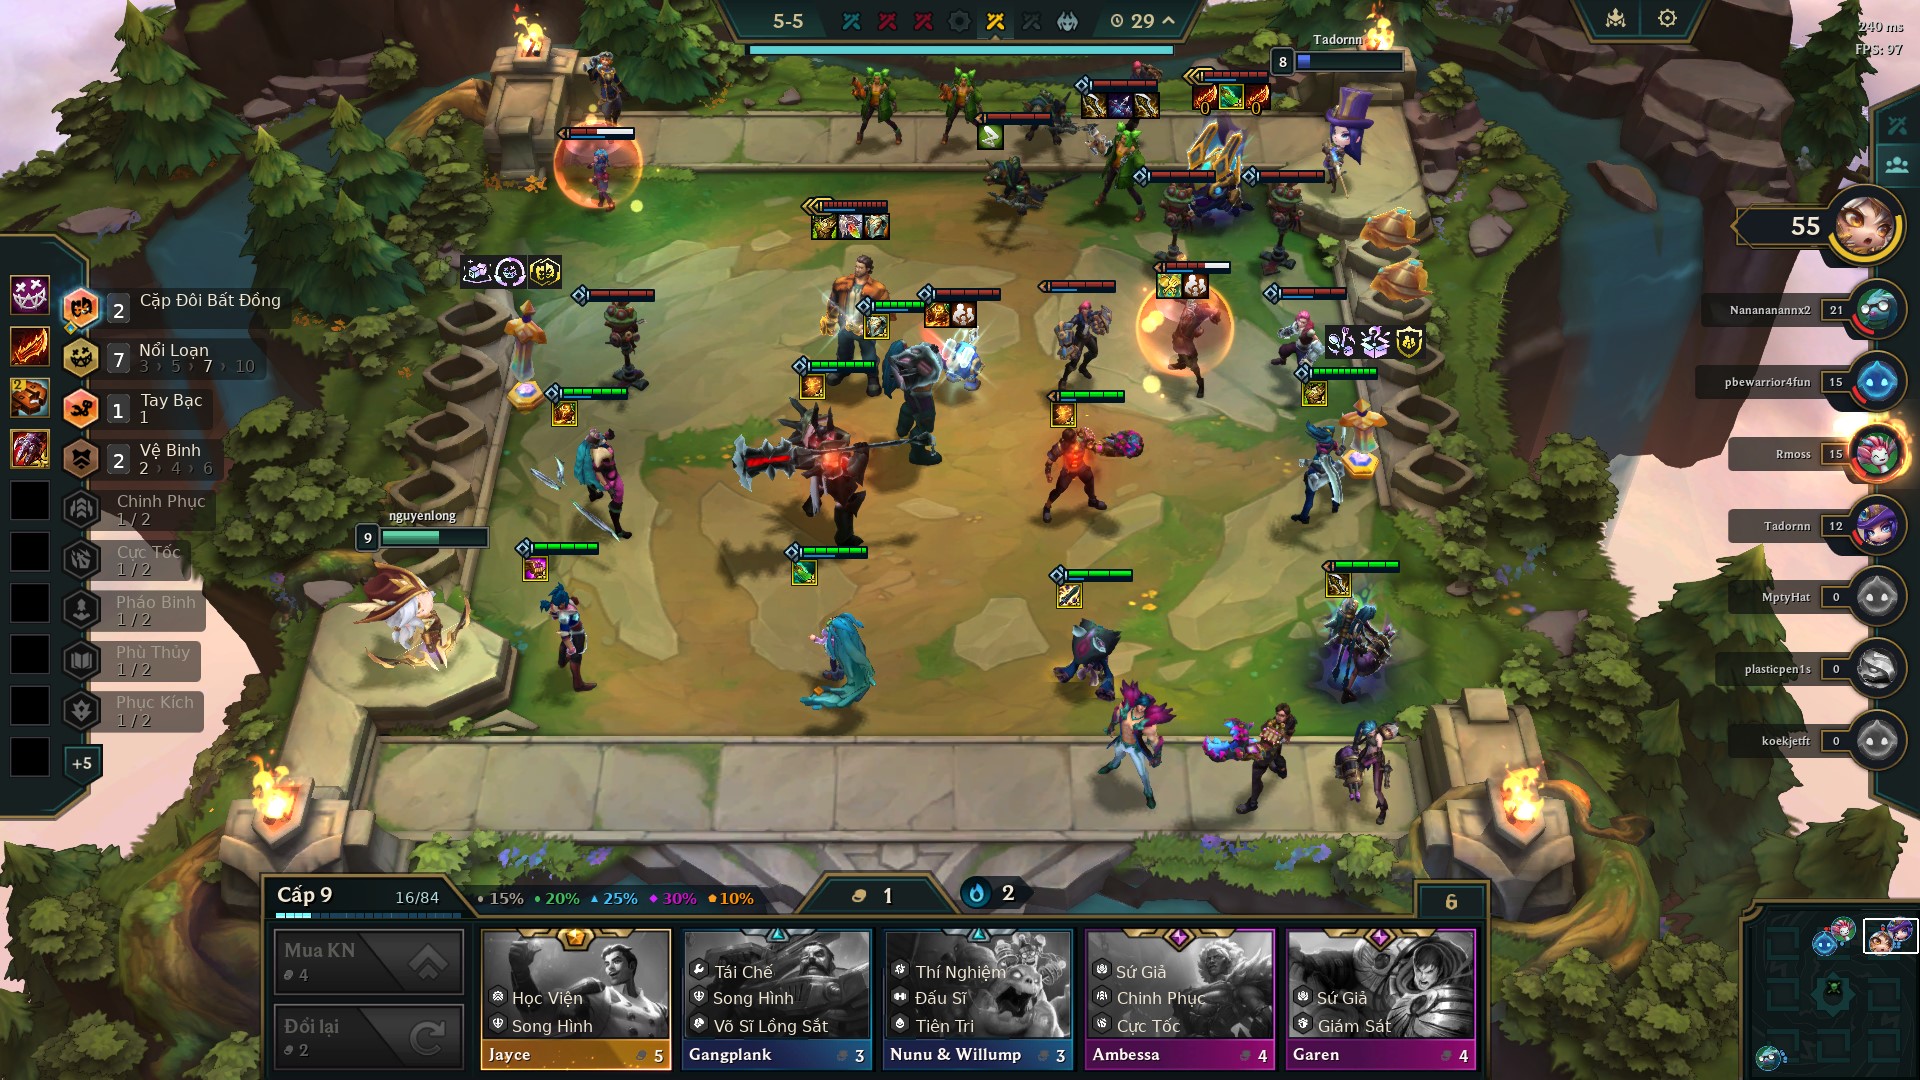 5-5
29
240 ms
FPS: 97
Tadornn
8
55
Nanananannx2
21
pbewarrior4fun
15
Rmoss
15
Tadornn
12
MptyHat
0
plasticpen1s
0
koekjetft
0
2
Cặp Đôi Bất Đồng
7
Nổi Loạn
3 › 5 › 7 › 10
1
Tay Bạc
1
2
Vệ Binh
2 › 4 › 6
Chinh Phục
1 / 2
Cực Tốc
1 / 2
Pháo Binh
1 / 2
Phù Thủy
1 / 2
Phục Kích
1 / 2
+5
2
0
0
nguyenlong
9
Cấp 9
16/84
15%
20%
25%
30%
10%
1
2
6
Mua KN
4
Đổi lại
2
Học Viện
Song Hình
Jayce
5
Tái Chế
Song Hình
Võ Sĩ Lồng Sắt
Gangplank
3
Thí Nghiệm
Đấu Sĩ
Tiên Tri
Nunu & Willump
3
Sứ Giả
Chinh Phục
Cực Tốc
Ambessa
4
Sứ Giả
Giám Sát
Garen
4